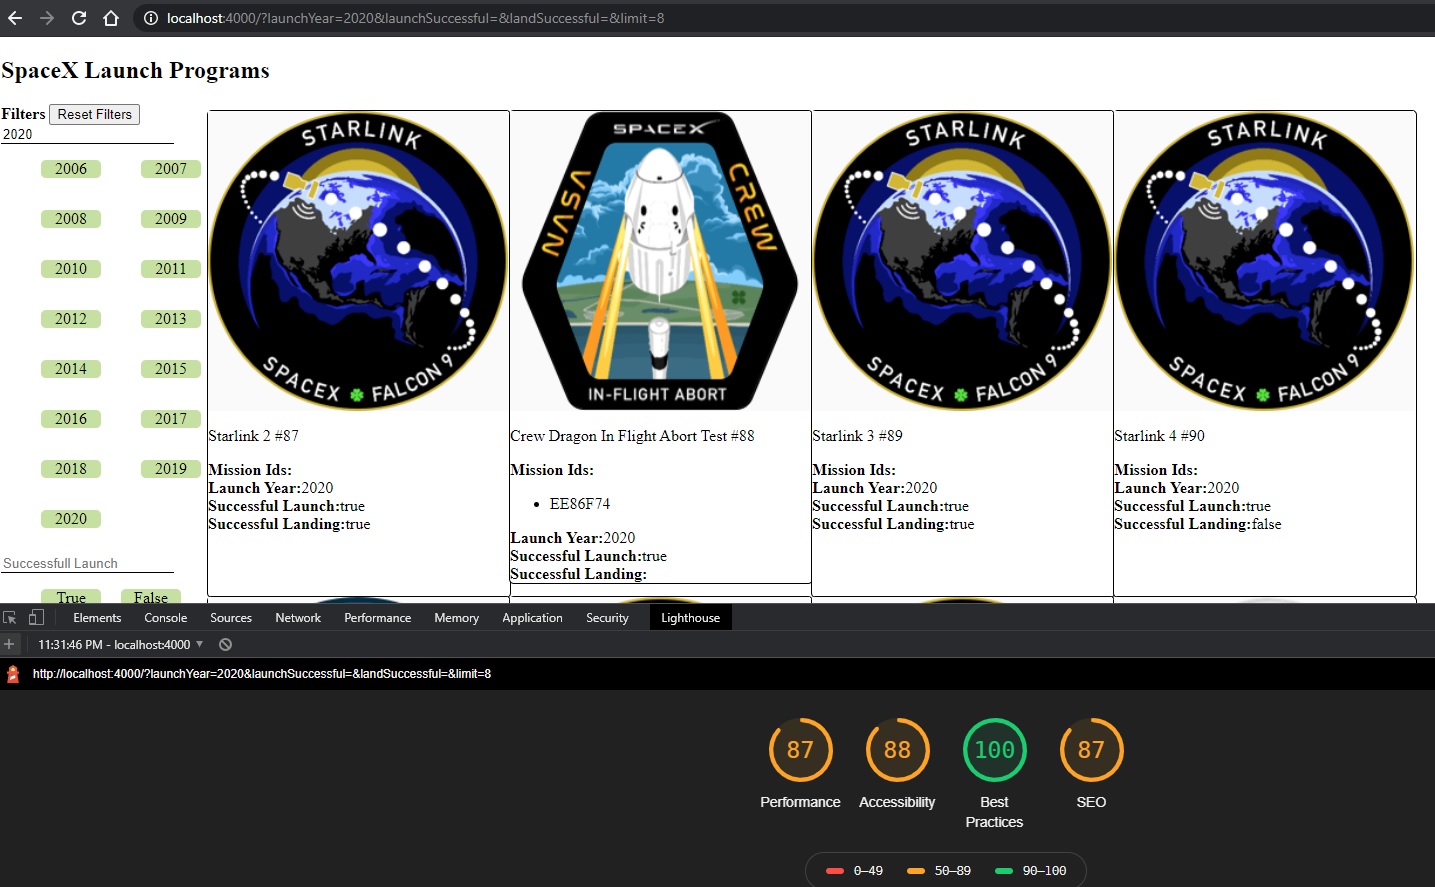 localhost:4000/?launchYear=2020&launchSuccessful=&landSuccessful=&limit=8
SpaceX Launch Programs
Filters Reset Filters
2020
2006 2007
2008 2009
2010 2011
2012 2013
2014 2015
2016 2017
2018 2019
2020
Successfull Launch
True False
STARLINK
SPACEX FALCON 9
Starlink 2 #87
Mission Ids:
Launch Year:2020
Successful Launch:true
Successful Landing:true
SPACEX
NASA CREW
IN-FLIGHT ABORT
Crew Dragon In Flight Abort Test #88
Mission Ids:
• EE86F74
Launch Year:2020
Successful Launch:true
Successful Landing:
STARLINK
SPACEX FALCON 9
Starlink 3 #89
Mission Ids:
Launch Year:2020
Successful Launch:true
Successful Landing:true
STARLINK
SPACEX FALCON 9
Starlink 4 #90
Mission Ids:
Launch Year:2020
Successful Launch:true
Successful Landing:false
Elements Console Sources Network Performance Memory Application Security Lighthouse
11:31:46 PM - localhost:4000
http://localhost:4000/?launchYear=2020&launchSuccessful=&landSuccessful=&limit=8
87 88 100 87
Performance Accessibility Best Practices SEO
0–49 50–89 90–100